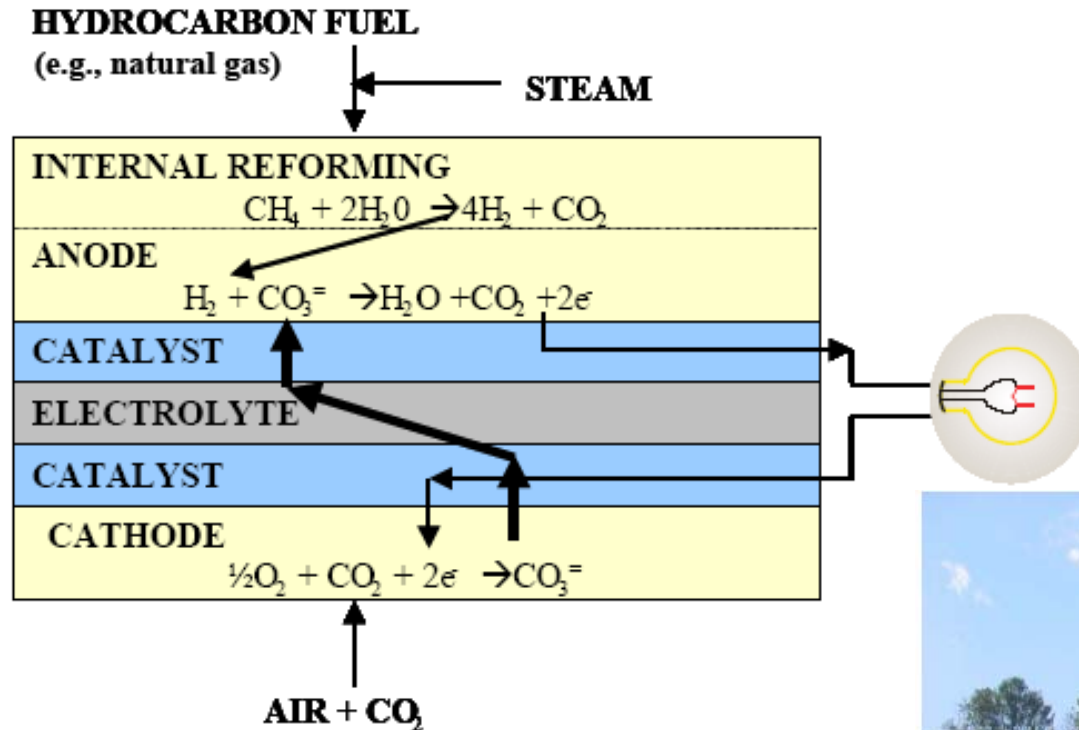 HYDROCARBON FUEL
(e.g., natural gas)
STEAM
INTERNAL REFORMING
CH₄ + 2H₂0 →4H₂ + CO₂
ANODE
H₂ + CO₃⁼ →H₂O +CO₂ +2e⁻
CATALYST
ELECTROLYTE
CATALYST
CATHODE
½O₂ + CO₂ + 2e⁻ →CO₃⁼
AIR + CO₂